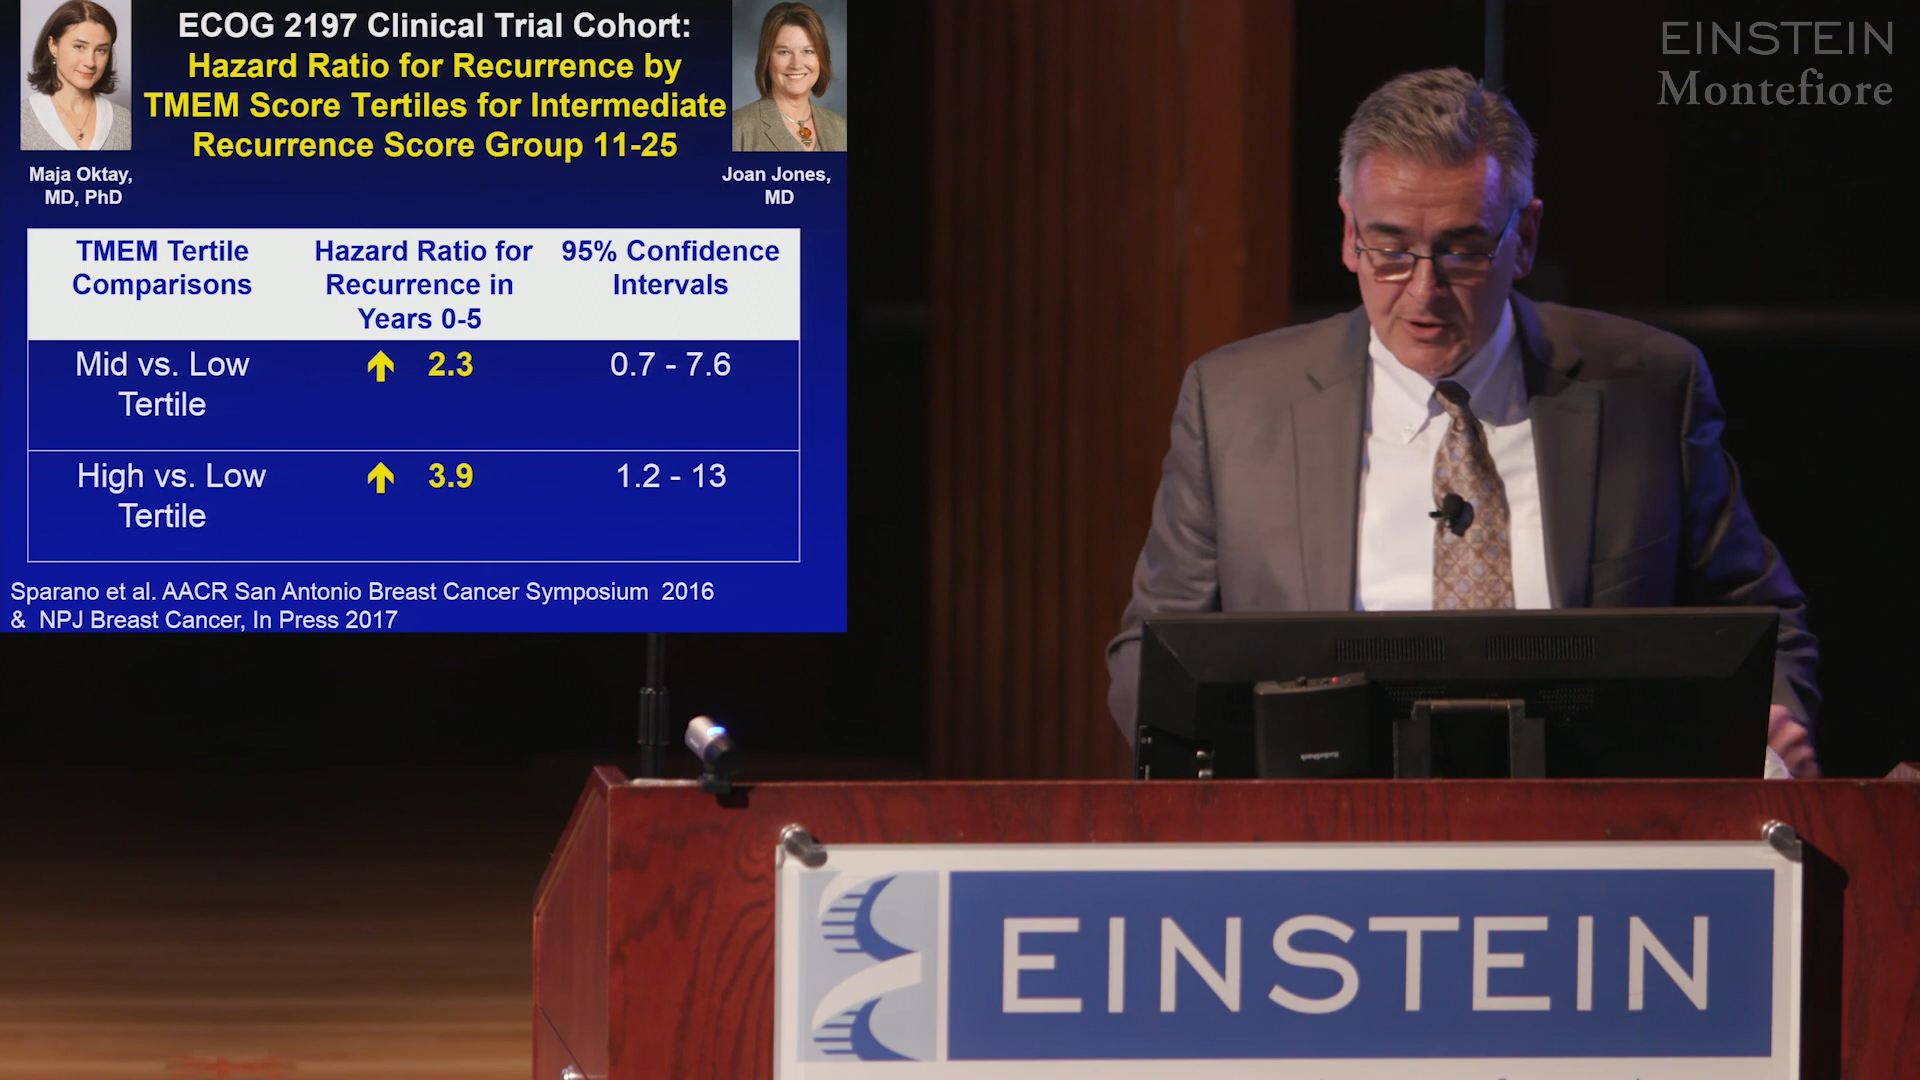 ECOG 2197 Clinical Trial Cohort:
Hazard Ratio for Recurrence by
TMEM Score Tertiles for Intermediate
Recurrence Score Group 11-25
Maja Oktay,
MD, PhD
Joan Jones,
MD
TMEM Tertile
Comparisons
Hazard Ratio for
Recurrence in
Years 0-5
95% Confidence
Intervals
Mid vs. Low
Tertile
2.3
0.7 - 7.6
High vs. Low
Tertile
3.9
1.2 - 13
Sparano et al. AACR San Antonio Breast Cancer Symposium 2016
& NPJ Breast Cancer, In Press 2017
EINSTEIN
Montefiore
EINSTEIN